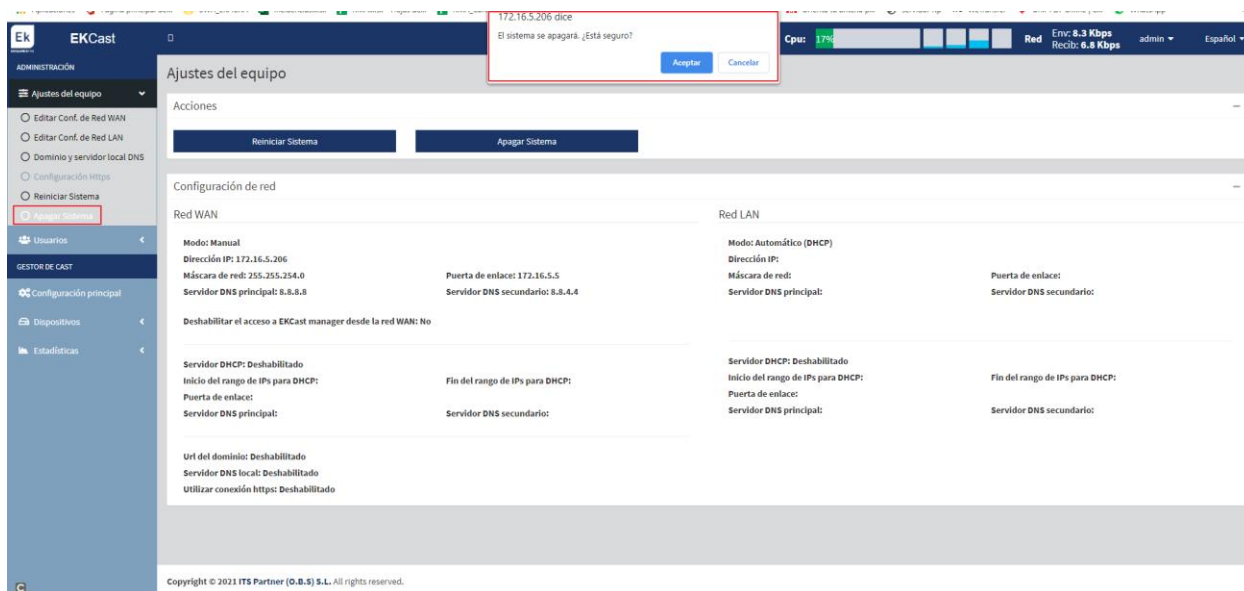 172.16.5.206 dice
El sistema se apagará. ¿Está seguro?
Aceptar
Cancelar
Ek
EKCast
Cpu: 17%
Red
Env: 8.3 Kbps
Recib: 6.8 Kbps
admin
Español
ADMINISTRACIÓN
Ajustes del equipo
Editar Conf. de Red WAN
Editar Conf. de Red LAN
Dominio y servidor local DNS
Configuración Https
Reiniciar Sistema
Apagar Sistema
Usuarios
GESTOR DE CAST
Configuración principal
Dispositivos
Estadísticas
Ajustes del equipo
Acciones
Reiniciar Sistema
Apagar Sistema
Configuración de red
Red WAN
Modo: Manual
Dirección IP: 172.16.5.206
Máscara de red: 255.255.254.0
Puerta de enlace: 172.16.5.5
Servidor DNS principal: 8.8.8.8
Servidor DNS secundario: 8.8.4.4
Deshabilitar el acceso a EKCast manager desde la red WAN: No
Servidor DHCP: Deshabilitado
Inicio del rango de IPs para DHCP:
Fin del rango de IPs para DHCP:
Puerta de enlace:
Servidor DNS principal:
Servidor DNS secundario:
Url del dominio: Deshabilitado
Servidor DNS local: Deshabilitado
Utilizar conexión https: Deshabilitado
Red LAN
Modo: Automático (DHCP)
Dirección IP:
Máscara de red:
Puerta de enlace:
Servidor DNS principal:
Servidor DNS secundario:
Servidor DHCP: Deshabilitado
Inicio del rango de IPs para DHCP:
Fin del rango de IPs para DHCP:
Puerta de enlace:
Servidor DNS principal:
Servidor DNS secundario:
Copyright © 2021 ITS Partner (O.B.S) S.L. All rights reserved.